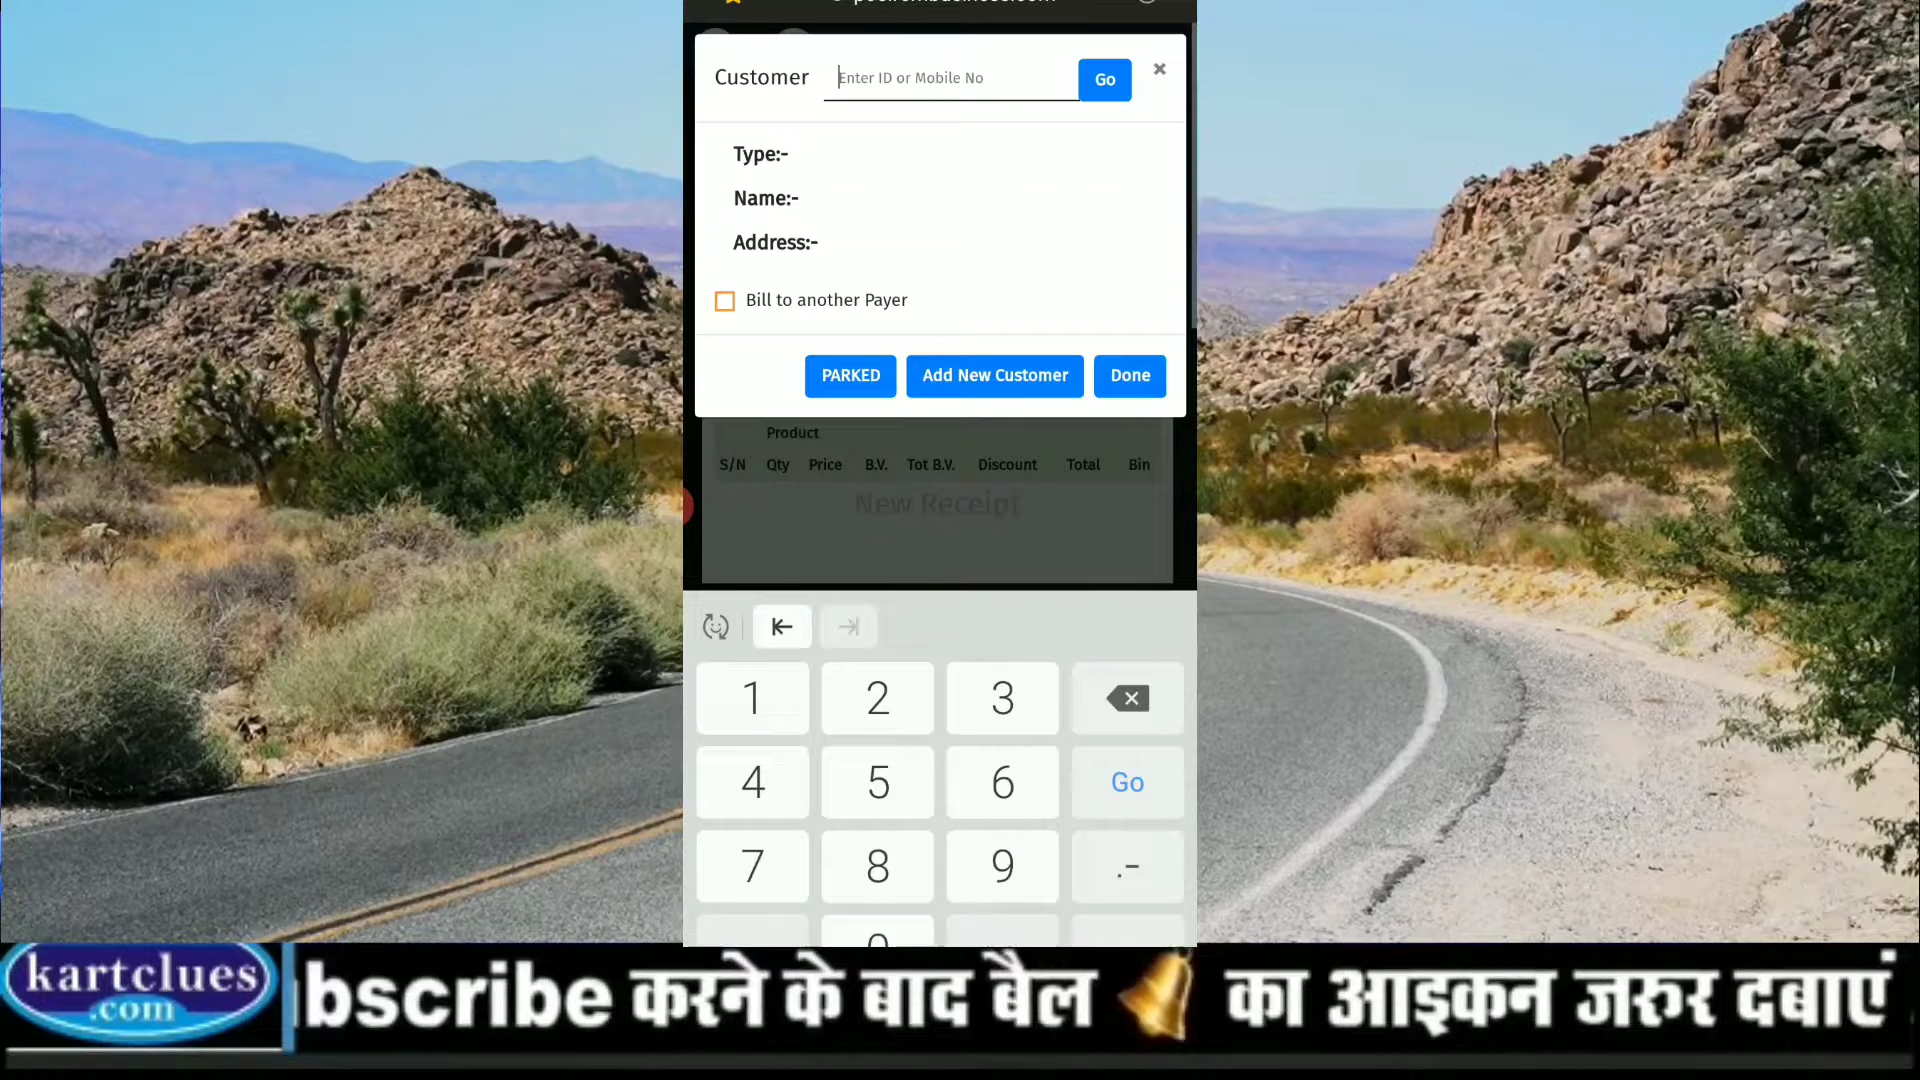 Customer
Enter ID or Mobile No
Go
Type:-
Name:-
Address:-
Bill to another Payer
PARKED
Add New Customer
Done
Product
S/N Qty Price B.V. Tot B.V. Discount Total Bin
New Receipt
1 2 3
4 5 6 Go
7 8 9 .-
kartclues
.com
bscribe करने के बाद बैल 🔔 का आइकन जरुर दबाएं